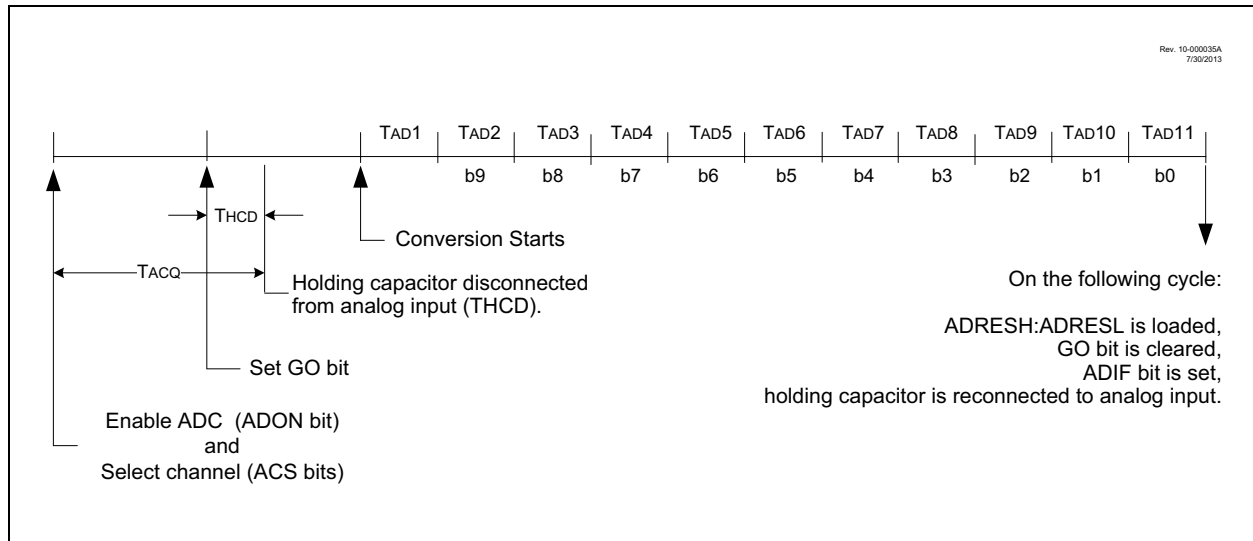 Rev. 10-000035A
7/30/2013
TAD1 TAD2 TAD3 TAD4 TAD5 TAD6 TAD7 TAD8 TAD9 TAD10 TAD11
b9 b8 b7 b6 b5 b4 b3 b2 b1 b0
THCD
Conversion Starts
TACQ
Holding capacitor disconnected
from analog input (THCD).
On the following cycle:
ADRESH:ADRESL is loaded,
GO bit is cleared,
ADIF bit is set,
holding capacitor is reconnected to analog input.
Set GO bit
Enable ADC (ADON bit)
and
Select channel (ACS bits)